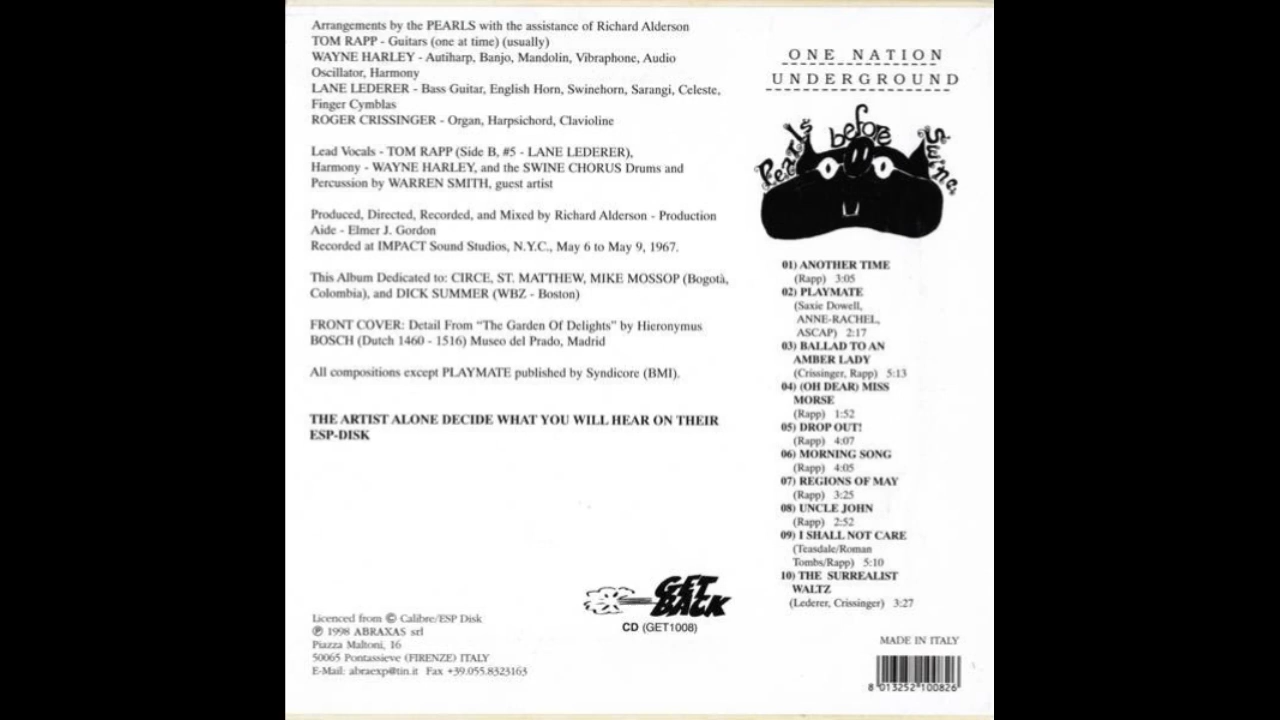 Arrangements by the PEARLS with the assistance of Richard Alderson
TOM RAPP - Guitars (one at time) (usually)
WAYNE HARLEY - Autiharp, Banjo, Mandolin, Vibraphone, Audio
Oscillator, Harmony
LANE LEDERER - Bass Guitar, English Horn, Swinehorn, Sarangi, Celeste,
Finger Cymblas
ROGER CRISSINGER - Organ, Harpsichord, Clavioline
Lead Vocals - TOM RAPP (Side B, #5 - LANE LEDERER),
Harmony - WAYNE HARLEY, and the SWINE CHORUS Drums and
Percussion by WARREN SMITH, guest artist
Produced, Directed, Recorded, and Mixed by Richard Alderson - Production
Aide - Elmer J. Gordon
Recorded at IMPACT Sound Studios, N.Y.C., May 6 to May 9, 1967.
This Album Dedicated to: CIRCE, ST. MATTHEW, MIKE MOSSOP (Bogotà,
Colombia), and DICK SUMMER (WBZ - Boston)
FRONT COVER: Detail From “The Garden Of Delights” by Hieronymus
BOSCH (Dutch 1460 - 1516) Museo del Prado, Madrid
All compositions except PLAYMATE published by Syndicore (BMI).
THE ARTIST ALONE DECIDE WHAT YOU WILL HEAR ON THEIR
ESP-DISK
GET
BACK
CD (GET1008)
Licenced from © Calibre/ESP Disk
℗ 1998 ABRAXAS srl
Piazza Maltoni, 16
50065 Pontassieve (FIRENZE) ITALY
E-Mail: abraexp@tin.it Fax +39.055.8323163
ONE NATION
UNDERGROUND
Pearls before Swine
01) ANOTHER TIME
(Rapp) 3:05
02) PLAYMATE
(Saxie Dowell,
ANNE-RACHEL,
ASCAP) 2:17
03) BALLAD TO AN
AMBER LADY
(Crissinger, Rapp) 5:13
04) (OH DEAR) MISS
MORSE
(Rapp) 1:52
05) DROP OUT!
(Rapp) 4:07
06) MORNING SONG
(Rapp) 4:05
07) REGIONS OF MAY
(Rapp) 3:25
08) UNCLE JOHN
(Rapp) 2:52
09) I SHALL NOT CARE
(Teasdale/Roman
Tombs/Rapp) 5:10
10) THE SURREALIST
WALTZ
(Lederer, Crissinger) 3:27
MADE IN ITALY
8 013252 100826